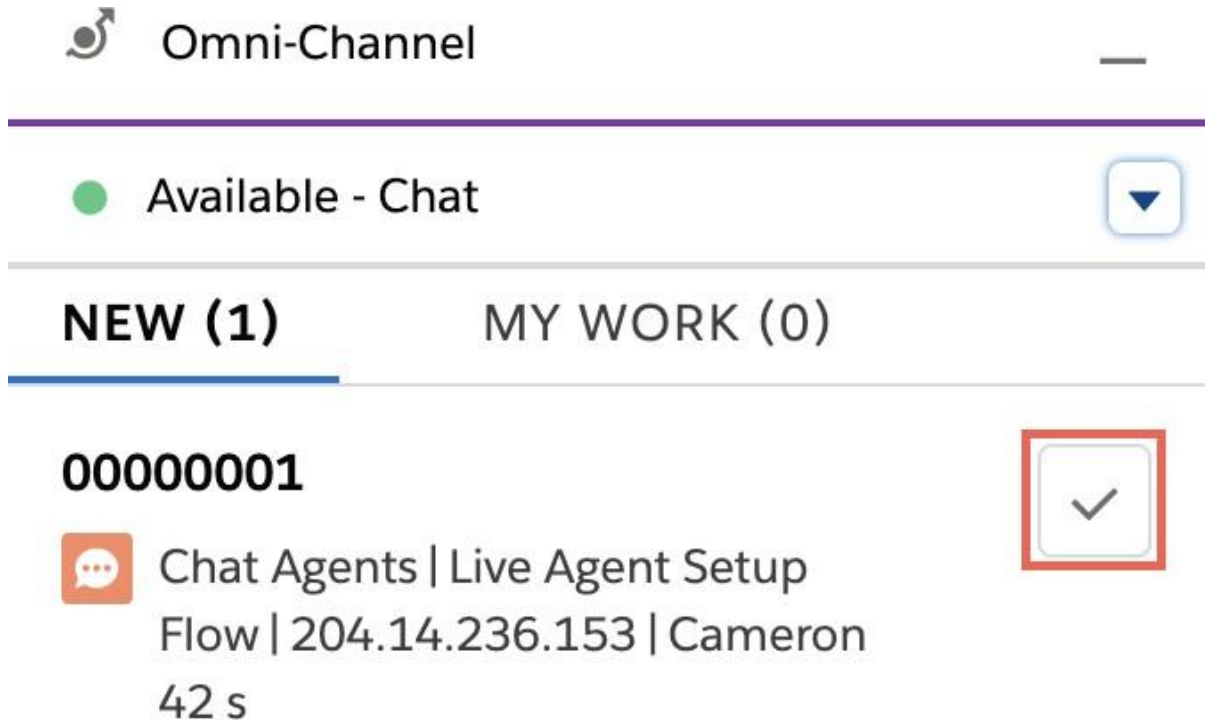 Omni-Channel
Available - Chat
NEW (1) MY WORK (0)
00000001
Chat Agents | Live Agent Setup
Flow | 204.14.236.153 | Cameron
42 s